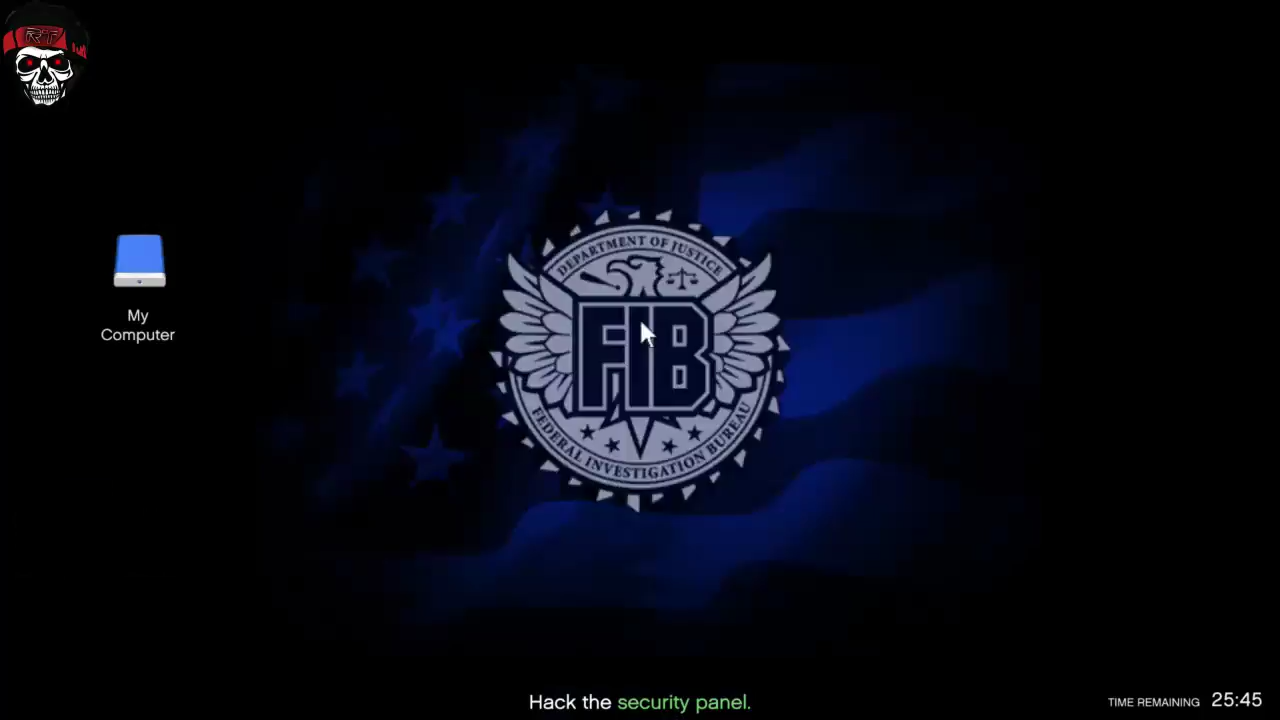 My
Computer
DEPARTMENT OF JUSTICE
FIB
FEDERAL INVESTIGATION BUREAU
Hack the security panel.
TIME REMAINING 25:45